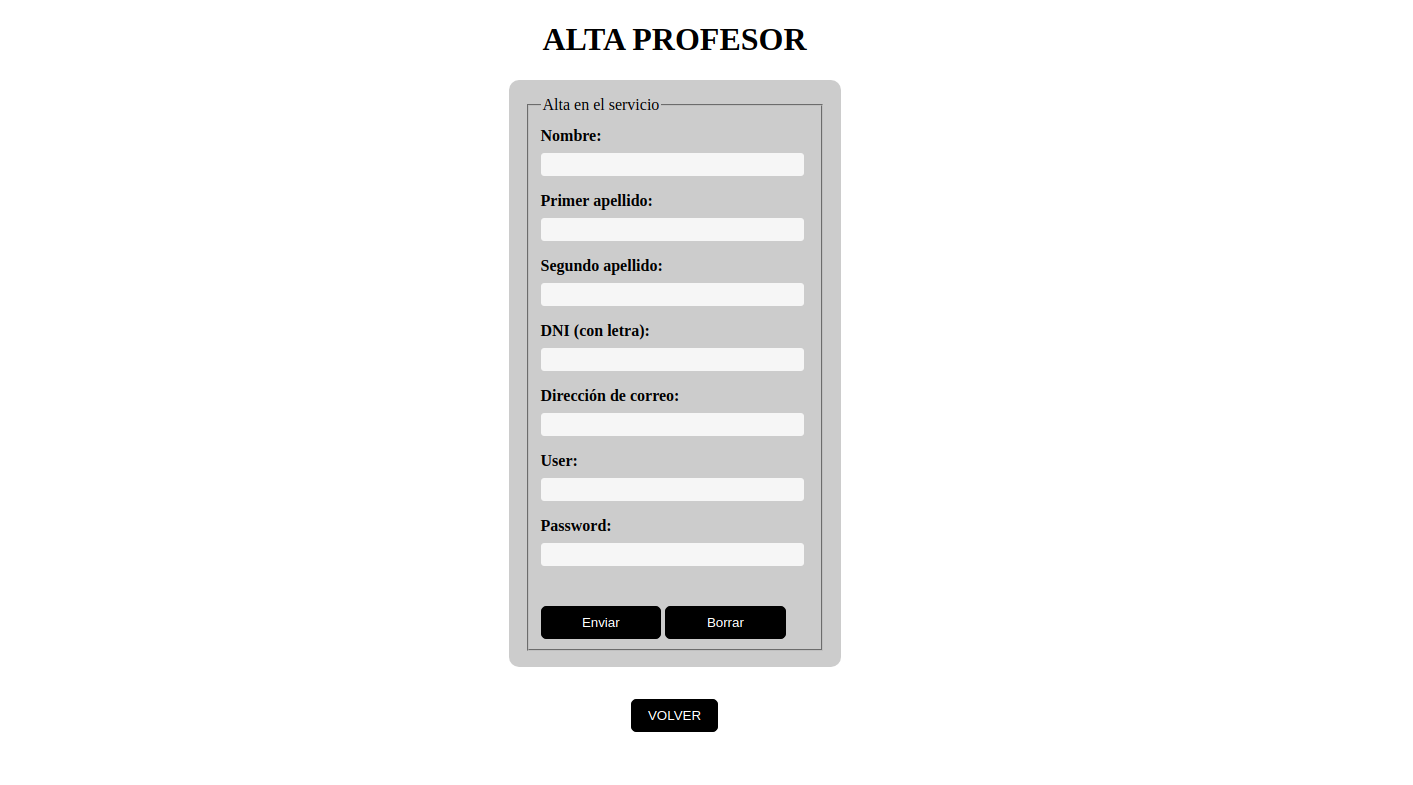 ALTA PROFESOR
Alta en el servicio
Nombre:
Primer apellido:
Segundo apellido:
DNI (con letra):
Dirección de correo:
User:
Password:
Enviar Borrar
VOLVER